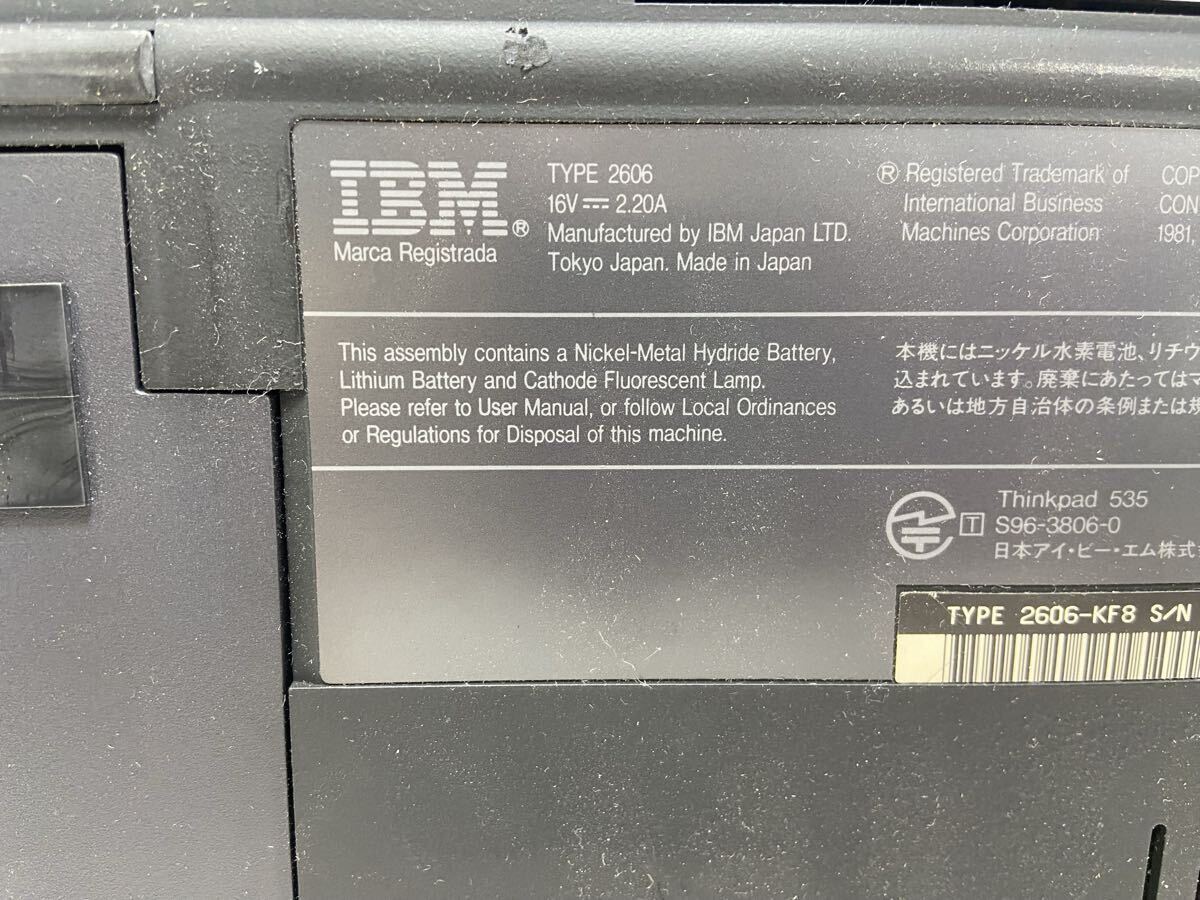 IBM®
Marca Registrada
TYPE 2606
16V 2.20A
Manufactured by IBM Japan LTD.
Tokyo Japan. Made in Japan
® Registered Trademark of
International Business
Machines Corporation
COP
CON
1981,
This assembly contains a Nickel-Metal Hydride Battery,
Lithium Battery and Cathode Fluorescent Lamp.
Please refer to User Manual, or follow Local Ordinances
or Regulations for Disposal of this machine.
本機にはニッケル水素電池、リチウ
込まれています。廃棄にあたってはマ
あるいは地方自治体の条例または規
Thinkpad 535
T S96-3806-0
日本アイ・ビー・エム株式
TYPE 2606-KF8 S/N